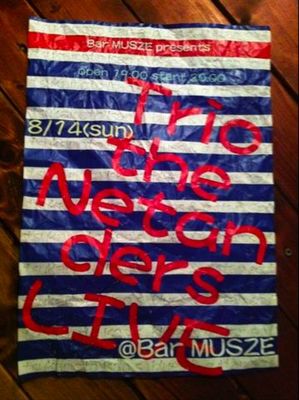 Bar MUSZE presents
open 19:00 start 20:00
8/14(sun)
Trio
the
Netan
ders
LIVE
@Bar MUSZE